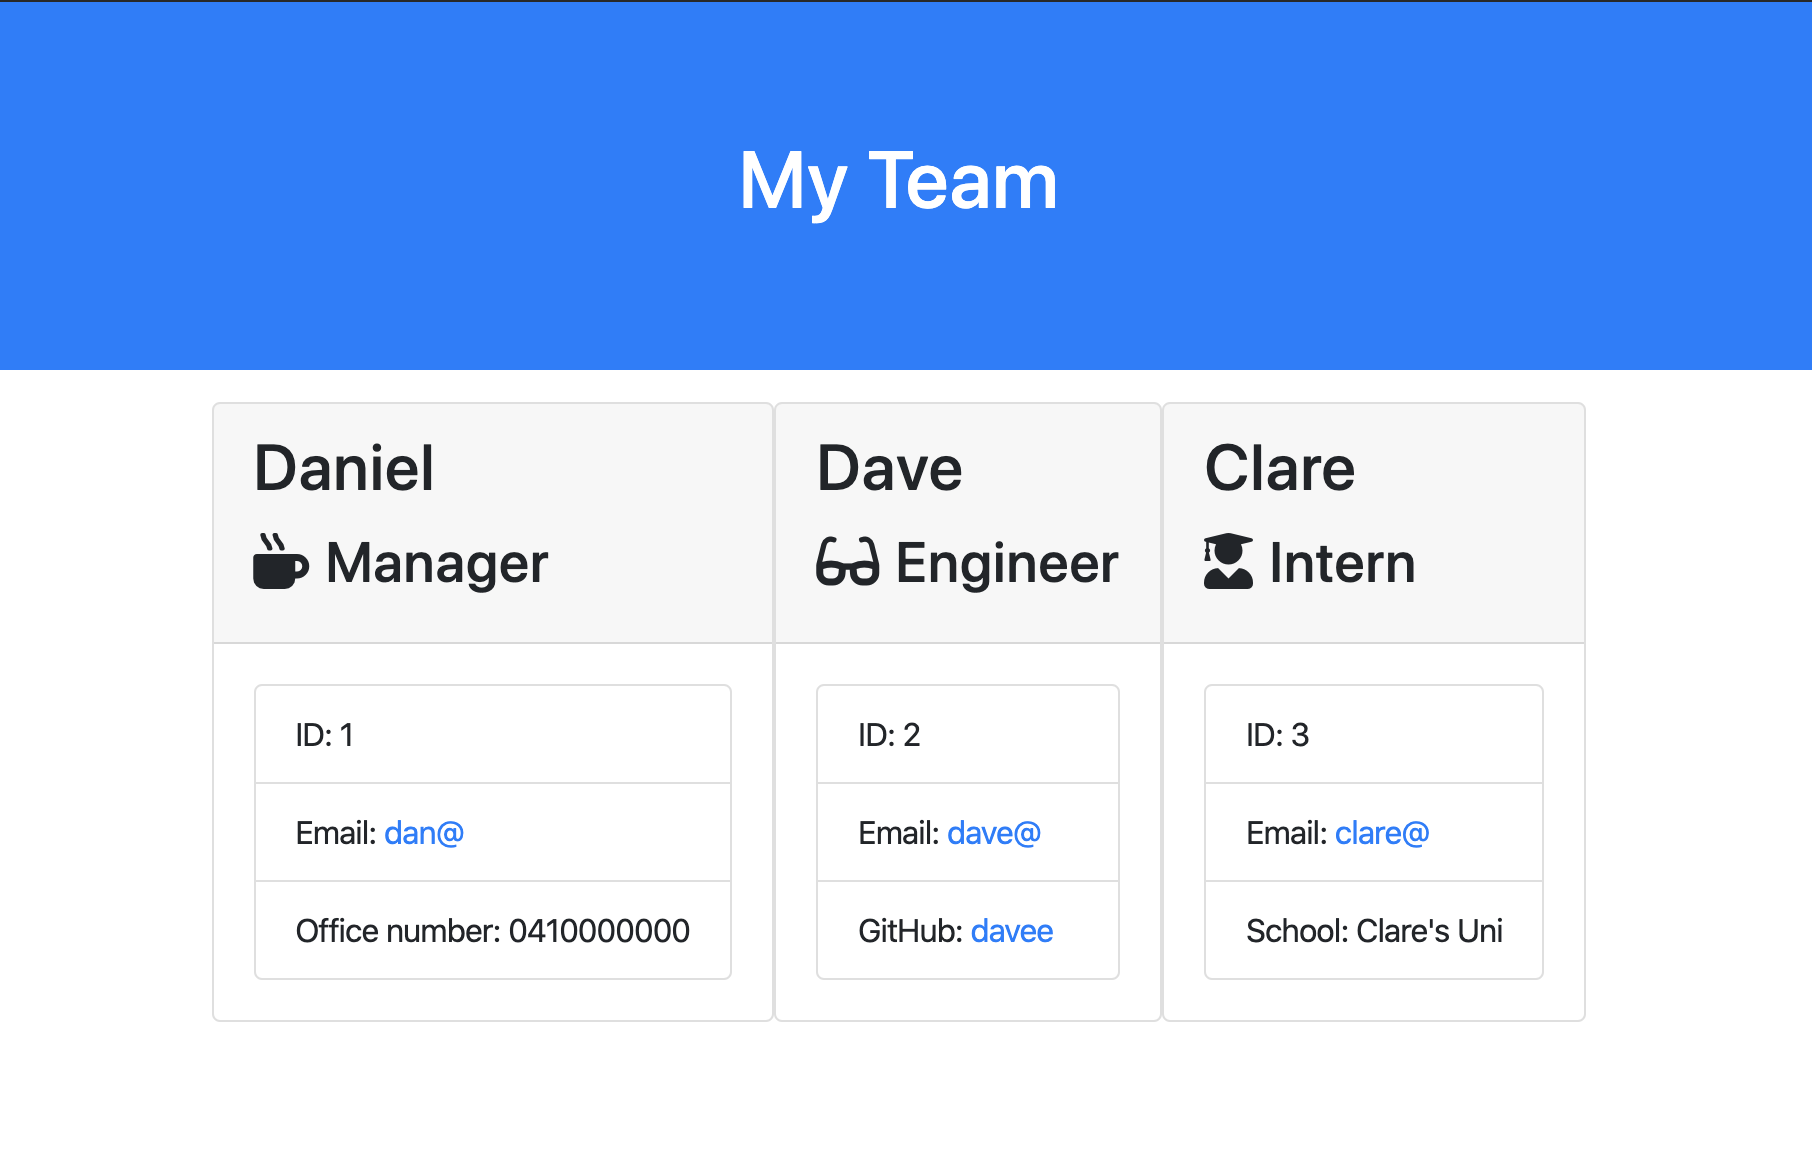 My Team
Daniel
Manager
ID: 1
Email: dan@
Office number: 0410000000
Dave
Engineer
ID: 2
Email: dave@
GitHub: davee
Clare
Intern
ID: 3
Email: clare@
School: Clare's Uni